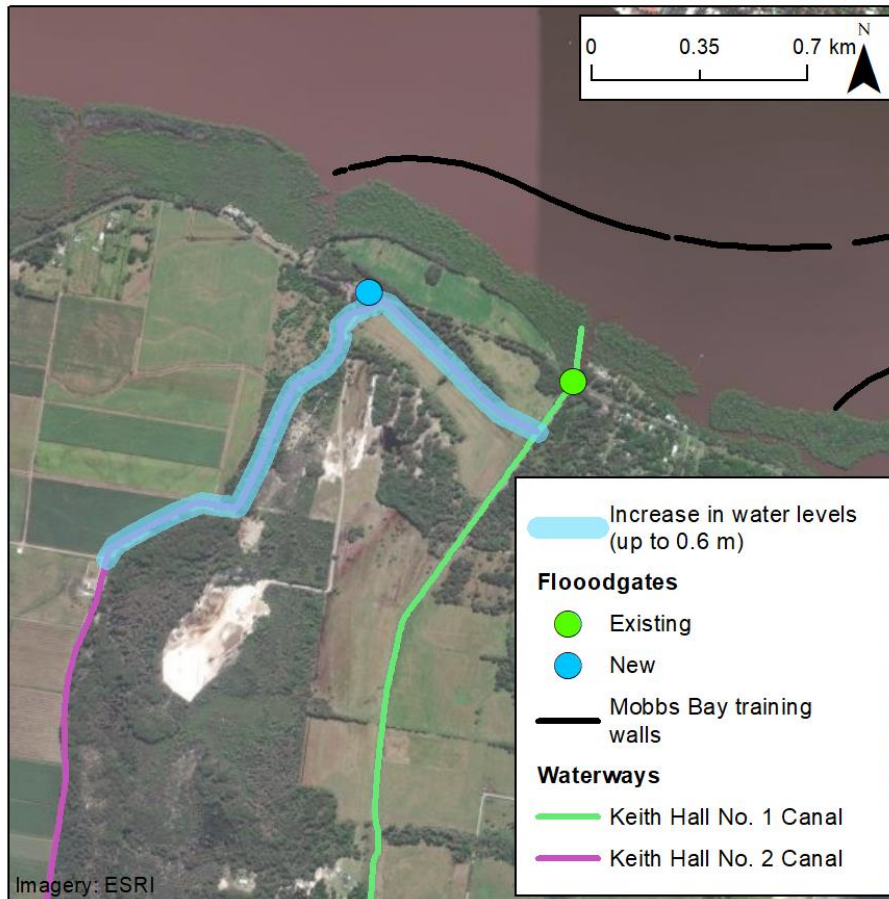 N
0 0.35 0.7 km
Increase in water levels
(up to 0.6 m)
Flooodgates
Existing
New
Mobbs Bay training
walls
Waterways
Keith Hall No. 1 Canal
Keith Hall No. 2 Canal
Imagery: ESRI